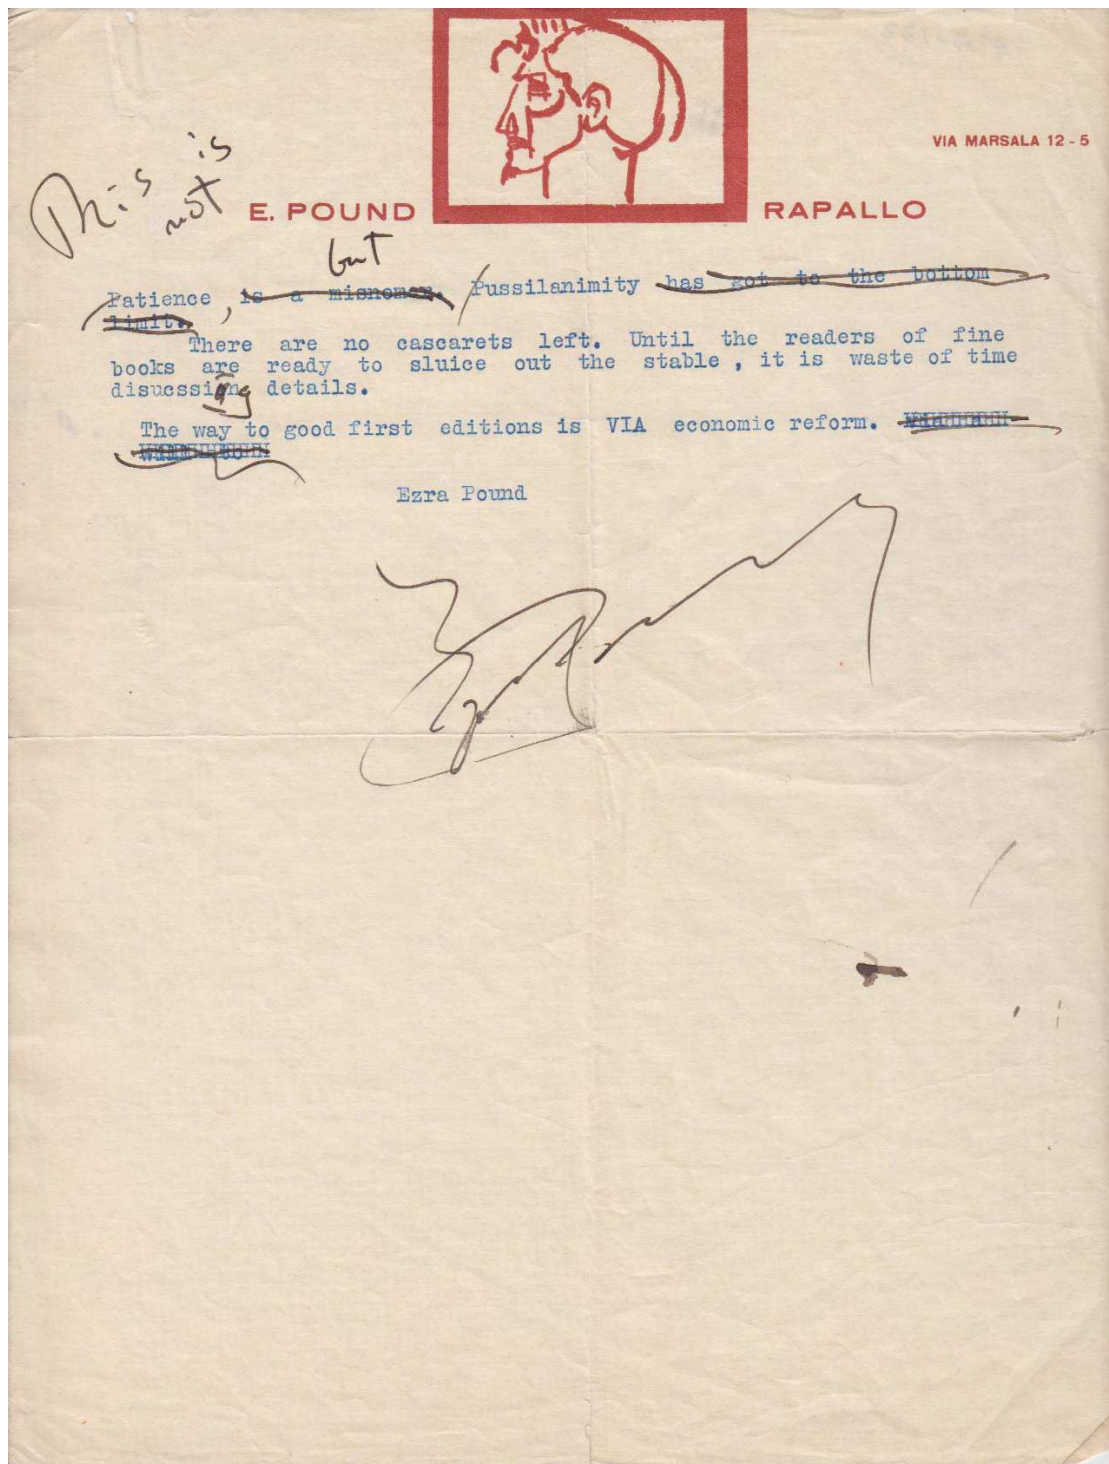 VIA MARSALA 12 - 5
This is
not
E. POUND RAPALLO
but
Patience , is a misnomer. Pussilanimity has got to the bottom
limit.
There are no cascarets left. Until the readers of fine
books are ready to sluice out the stable , it is waste of time
disucssing details.
The way to good first editions is VIA economic reform.
Ezra Pound